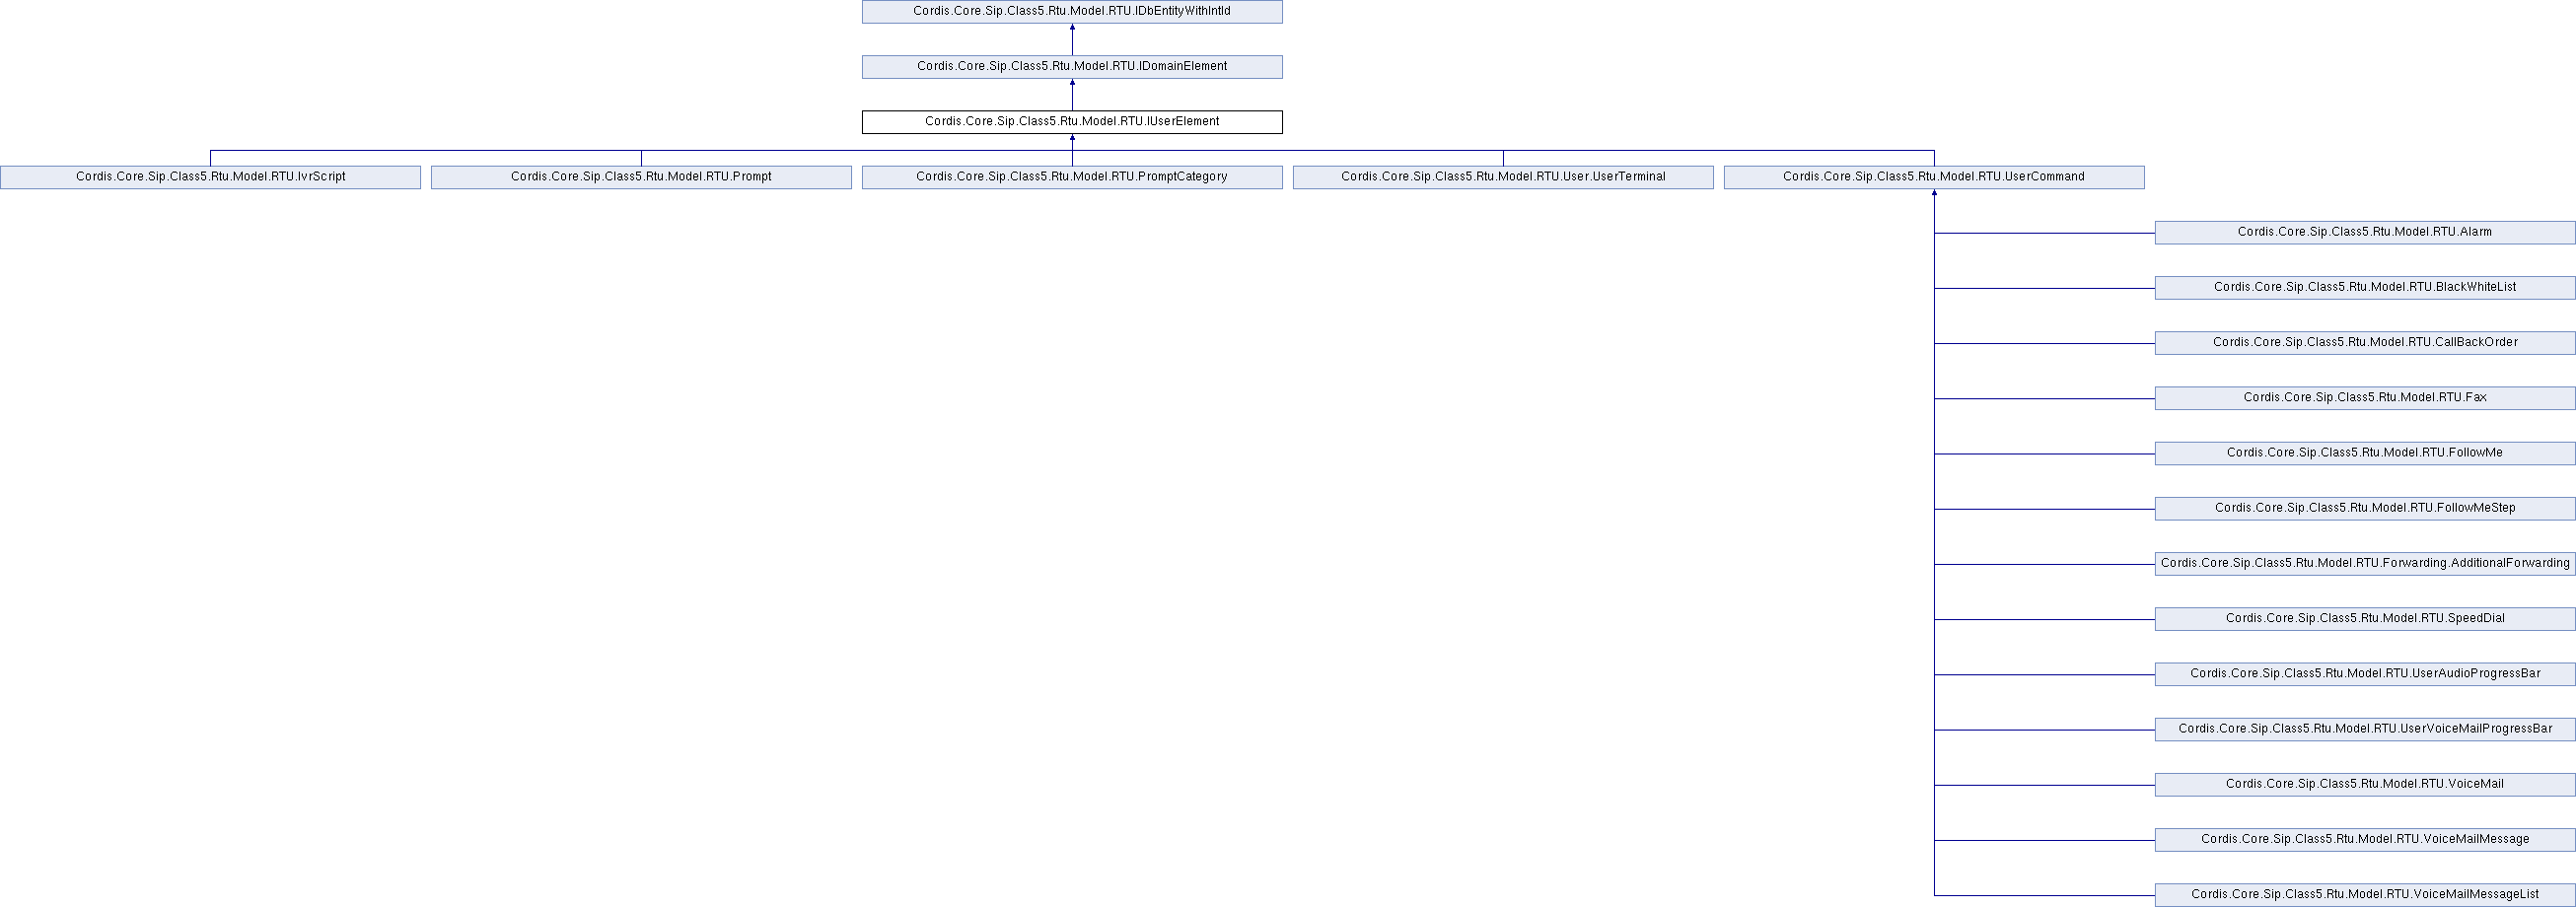 Cordis.Core.Sip.Class5.Rtu.Model.RTU.IDbEntityWithIntId
Cordis.Core.Sip.Class5.Rtu.Model.RTU.IDomainElement
Cordis.Core.Sip.Class5.Rtu.Model.RTU.IUserElement
Cordis.Core.Sip.Class5.Rtu.Model.RTU.IvrScript
Cordis.Core.Sip.Class5.Rtu.Model.RTU.Prompt
Cordis.Core.Sip.Class5.Rtu.Model.RTU.PromptCategory
Cordis.Core.Sip.Class5.Rtu.Model.RTU.User.UserTerminal
Cordis.Core.Sip.Class5.Rtu.Model.RTU.UserCommand
Cordis.Core.Sip.Class5.Rtu.Model.RTU.Alarm
Cordis.Core.Sip.Class5.Rtu.Model.RTU.BlackWhiteList
Cordis.Core.Sip.Class5.Rtu.Model.RTU.CallBackOrder
Cordis.Core.Sip.Class5.Rtu.Model.RTU.Fax
Cordis.Core.Sip.Class5.Rtu.Model.RTU.FollowMe
Cordis.Core.Sip.Class5.Rtu.Model.RTU.FollowMeStep
Cordis.Core.Sip.Class5.Rtu.Model.RTU.Forwarding.AdditionalForwarding
Cordis.Core.Sip.Class5.Rtu.Model.RTU.SpeedDial
Cordis.Core.Sip.Class5.Rtu.Model.RTU.UserAudioProgressBar
Cordis.Core.Sip.Class5.Rtu.Model.RTU.UserVoiceMailProgressBar
Cordis.Core.Sip.Class5.Rtu.Model.RTU.VoiceMail
Cordis.Core.Sip.Class5.Rtu.Model.RTU.VoiceMailMessage
Cordis.Core.Sip.Class5.Rtu.Model.RTU.VoiceMailMessageList